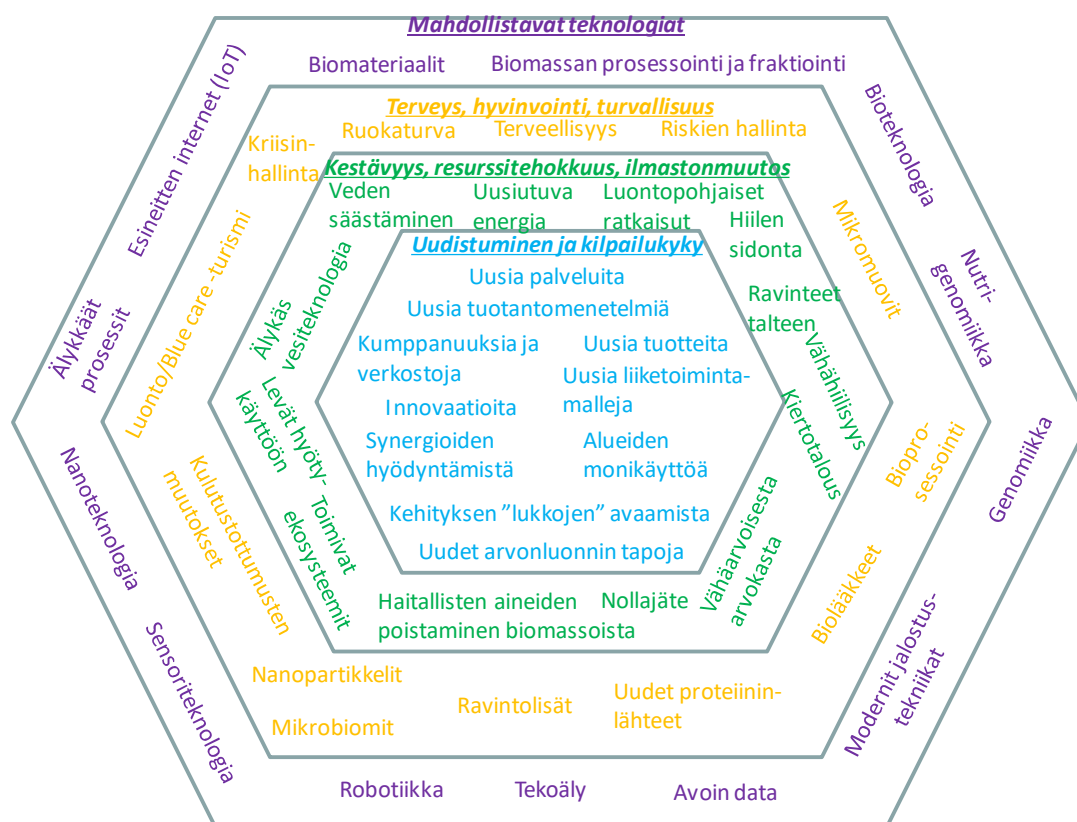 Mahdollistavat teknologiat
Biomateriaalit
Biomassan prosessointi ja fraktiointi
Bioteknologia
Nutri-
genomiikka
Genomiikka
Modernit jalostus-
tekniikat
Avoin data
Tekoäly
Robotiikka
Sensoriteknologia
Nanoteknologia
Älykkäät
prosessit
Esineitten internet (IoT)
Terveys, hyvinvointi, turvallisuus
Kriisin-
hallinta
Ruokaturva
Terveellisyys
Riskien hallinta
Mikromuovit
Biopro-
sessointi
Biolääkkeet
Uudet proteiinin-
lähteet
Ravintolisät
Nanopartikkelit
Mikrobiomit
Kulutustottumusten
muutokset
Luonto/Blue care -turismi
Kestävyys, resurssitehokkuus, ilmastonmuutos
Veden
säästäminen
Uusiutuva
energia
Luontopohjaiset
ratkaisut
Hiilen
sidonta
Ravinteet
talteen
Vähähiilisyys
Kiertotalous
Vähäarvoisesta
arvokasta
Nollajäte
Haitallisten aineiden
poistaminen biomassoista
Toimivat
ekosysteemit
Levät hyöty-
käyttöön
Älykäs
vesiteknologia
Uudistuminen ja kilpailukyky
Uusia palveluita
Uusia tuotantomenetelmiä
Kumppanuuksia ja
verkostoja
Uusia tuotteita
Uusia liiketoiminta-
malleja
Innovaatioita
Synergioiden
hyödyntämistä
Alueiden
monikäyttöä
Kehityksen ”lukkojen” avaamista
Uudet arvonluonnin tapoja